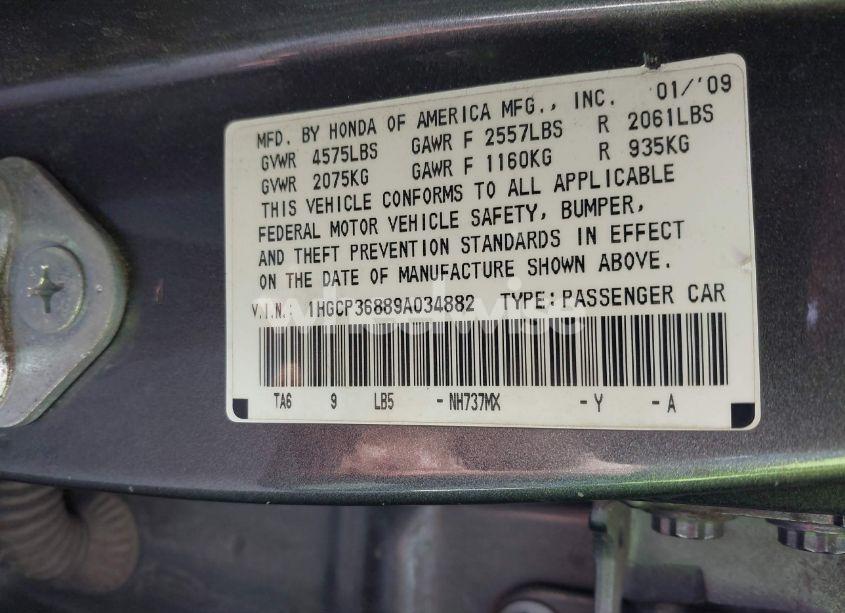 MFD. BY HONDA OF AMERICA MFG., INC. 01/'09
GVWR 4575LBS GAWR F 2557LBS R 2061LBS
GVWR 2075KG GAWR F 1160KG R 935KG
THIS VEHICLE CONFORMS TO ALL APPLICABLE
FEDERAL MOTOR VEHICLE SAFETY, BUMPER,
AND THEFT PREVENTION STANDARDS IN EFFECT
ON THE DATE OF MANUFACTURE SHOWN ABOVE.
V.I.N.: 1HGCP36889A034882 TYPE: PASSENGER CAR
wheelwise
TA6 9 LB5 -NH737MX -Y -A